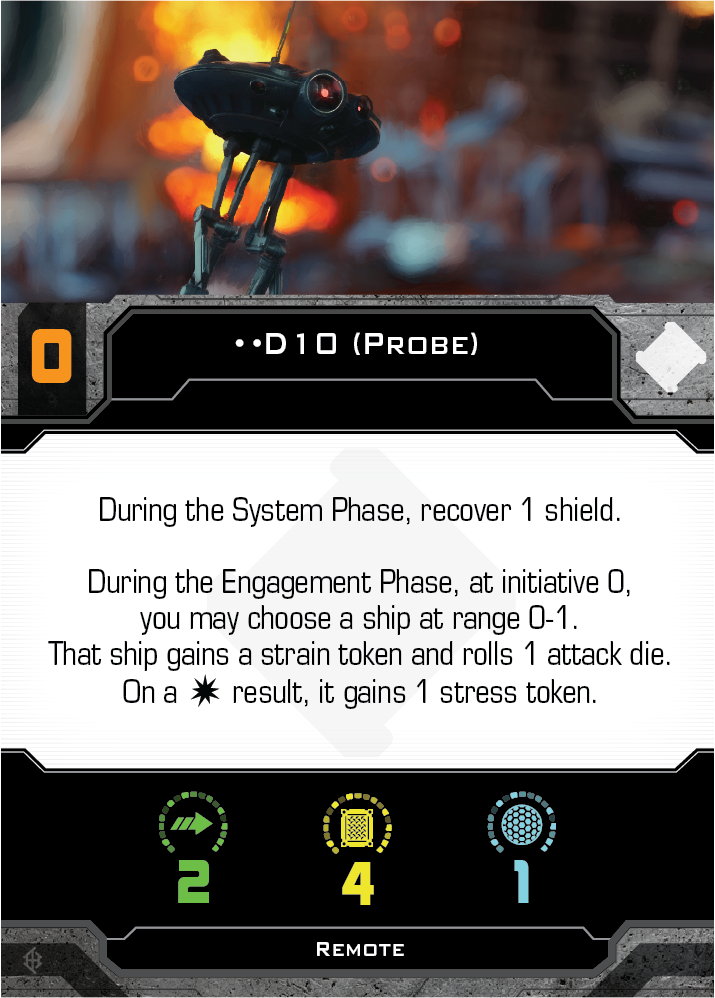 0
••D10 (Probe)
During the System Phase, recover 1 shield.
During the Engagement Phase, at initiative 0,
you may choose a ship at range 0-1.
That ship gains a strain token and rolls 1 attack die.
On a result, it gains 1 stress token.
2 4 1
Remote